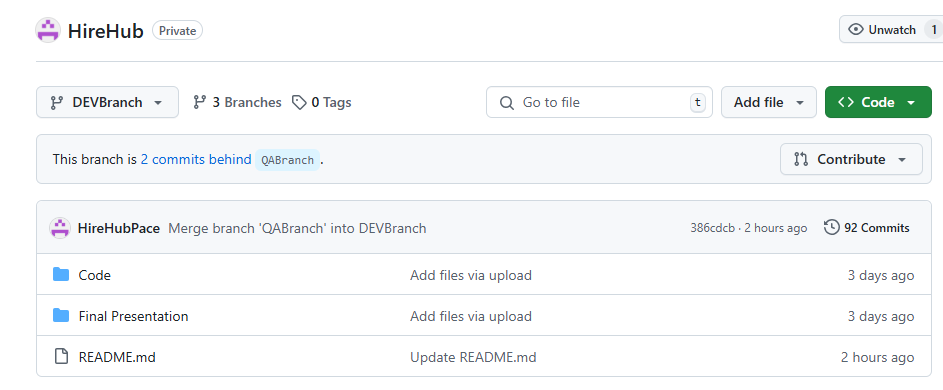 HireHub Private
Unwatch 1
DEVBranch 3 Branches 0 Tags Go to file t Add file Code
This branch is 2 commits behind QABranch . Contribute
HireHubPace Merge branch 'QABranch' into DEVBranch 386cdcb · 2 hours ago 92 Commits
Code Add files via upload 3 days ago
Final Presentation Add files via upload 3 days ago
README.md Update README.md 2 hours ago